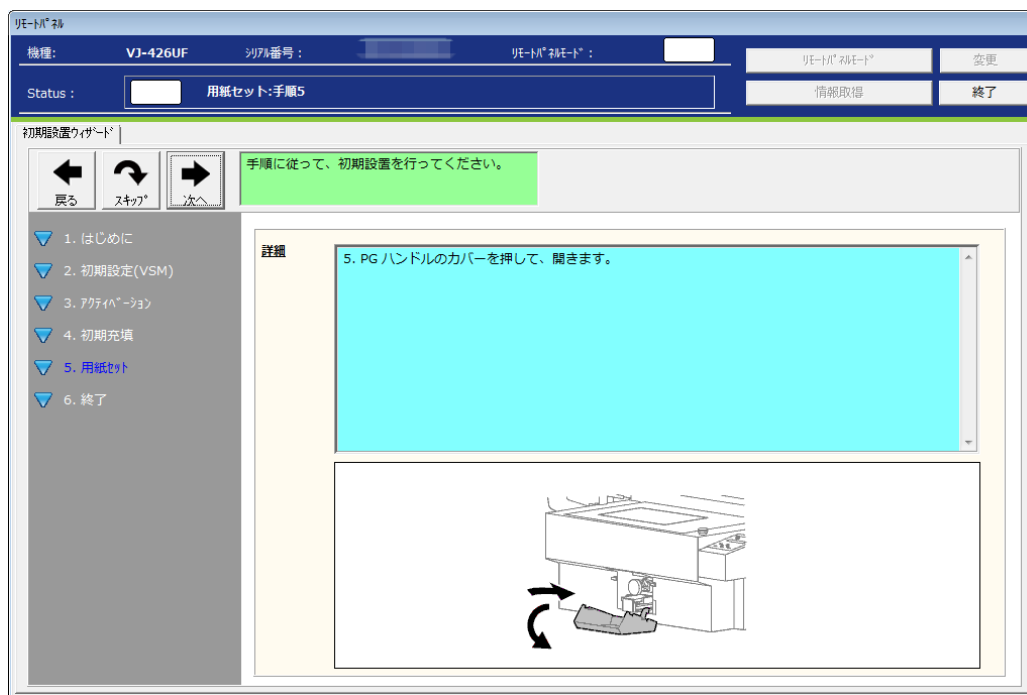 ﾘﾓｰﾄﾊﾟﾈﾙ
機種: VJ-426UF ｼﾘｱﾙ番号： ﾘﾓｰﾄﾊﾟﾈﾙﾓｰﾄﾞ： ﾘﾓｰﾄﾊﾟﾈﾙﾓｰﾄﾞ 変更
Status： 用紙セット:手順5 情報取得 終了
初期設置ｳｨｻﾞｰﾄﾞ
戻る ｽｷｯﾌﾟ 次へ
手順に従って、初期設置を行ってください。
1. はじめに
2. 初期設定(VSM)
3. ｱｸﾃｨﾍﾞｰｼｮﾝ
4. 初期充填
5. 用紙ｾｯﾄ
6. 終了
詳細
5. PG ハンドルのカバーを押して、開きます。